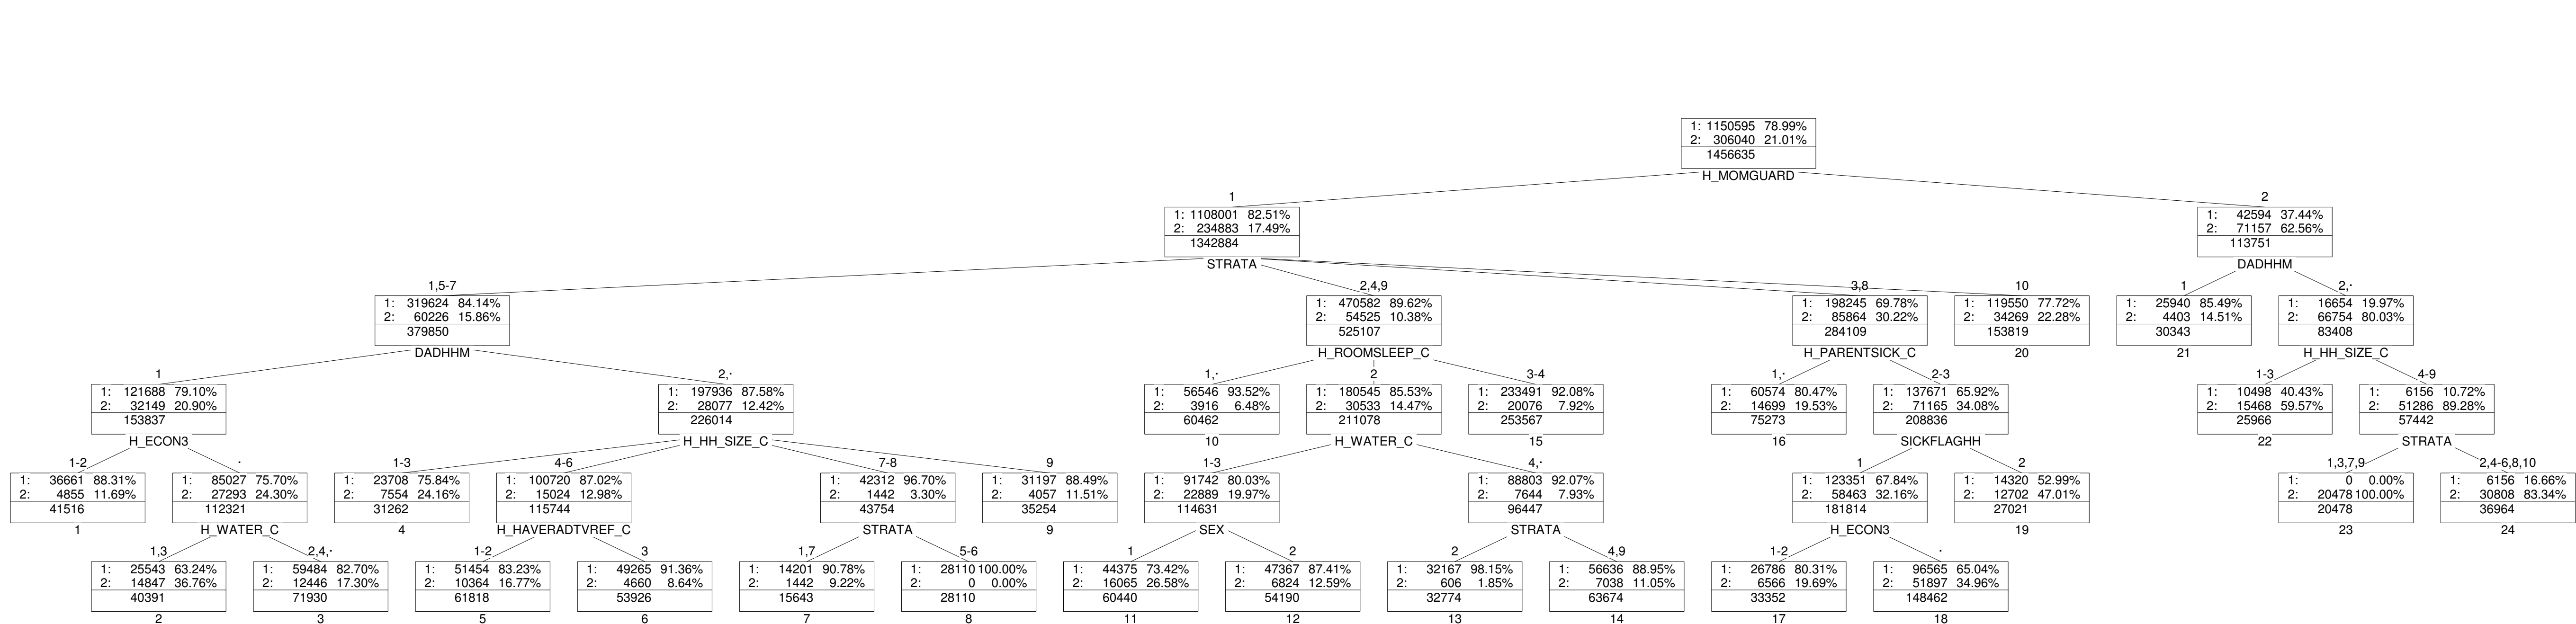 1: 1150595 78.99%
2: 306040 21.01%
1456635
H_MOMGUARD
1
2
1: 1108001 82.51%
2: 234883 17.49%
1342884
STRATA
1: 42594 37.44%
2: 71157 62.56%
113751
DADHHM
1,5-7
2,4,9
3,8
10
1
2,·
1: 319624 84.14%
2: 60226 15.86%
379850
DADHHM
1: 470582 89.62%
2: 54525 10.38%
525107
H_ROOMSLEEP_C
1: 198245 69.78%
2: 85864 30.22%
284109
H_PARENTSICK_C
1: 119550 77.72%
2: 34269 22.28%
153819
20
1: 25940 85.49%
2: 4403 14.51%
30343
21
1: 16654 19.97%
2: 66754 80.03%
83408
H_HH_SIZE_C
1
2,·
1,·
2
3-4
1,·
2-3
1-3
4-9
1: 121688 79.10%
2: 32149 20.90%
153837
H_ECON3
1: 197936 87.58%
2: 28077 12.42%
226014
H_HH_SIZE_C
1: 56546 93.52%
2: 3916 6.48%
60462
10
1: 180545 85.53%
2: 30533 14.47%
211078
H_WATER_C
1: 233491 92.08%
2: 20076 7.92%
253567
15
1: 60574 80.47%
2: 14699 19.53%
75273
16
1: 137671 65.92%
2: 71165 34.08%
208836
SICKFLAGHH
1: 10498 40.43%
2: 15468 59.57%
25966
22
1: 6156 10.72%
2: 51286 89.28%
57442
STRATA
1-2
·
1-3
4-6
7-8
9
1-3
4,·
1
2
1,3,7,9
2,4-6,8,10
1: 36661 88.31%
2: 4855 11.69%
41516
1
1: 85027 75.70%
2: 27293 24.30%
112321
H_WATER_C
1: 23708 75.84%
2: 7554 24.16%
31262
4
1: 100720 87.02%
2: 15024 12.98%
115744
H_HAVERADTVREF_C
1: 42312 96.70%
2: 1442 3.30%
43754
STRATA
1: 31197 88.49%
2: 4057 11.51%
35254
9
1: 91742 80.03%
2: 22889 19.97%
114631
SEX
1: 88803 92.07%
2: 7644 7.93%
96447
STRATA
1: 123351 67.84%
2: 58463 32.16%
181814
H_ECON3
1: 14320 52.99%
2: 12702 47.01%
27021
19
1: 0 0.00%
2: 20478 100.00%
20478
23
1: 6156 16.66%
2: 30808 83.34%
36964
24
1,3
2,4,·
1-2
3
1,7
5-6
1
2
2
4,9
1-2
·
1: 25543 63.24%
2: 14847 36.76%
40391
2
1: 59484 82.70%
2: 12446 17.30%
71930
3
1: 51454 83.23%
2: 10364 16.77%
61818
5
1: 49265 91.36%
2: 4660 8.64%
53926
6
1: 14201 90.78%
2: 1442 9.22%
15643
7
1: 28110 100.00%
2: 0 0.00%
28110
8
1: 44375 73.42%
2: 16065 26.58%
60440
11
1: 47367 87.41%
2: 6824 12.59%
54190
12
1: 32167 98.15%
2: 606 1.85%
32774
13
1: 56636 88.95%
2: 7038 11.05%
63674
14
1: 26786 80.31%
2: 6566 19.69%
33352
17
1: 96565 65.04%
2: 51897 34.96%
148462
18